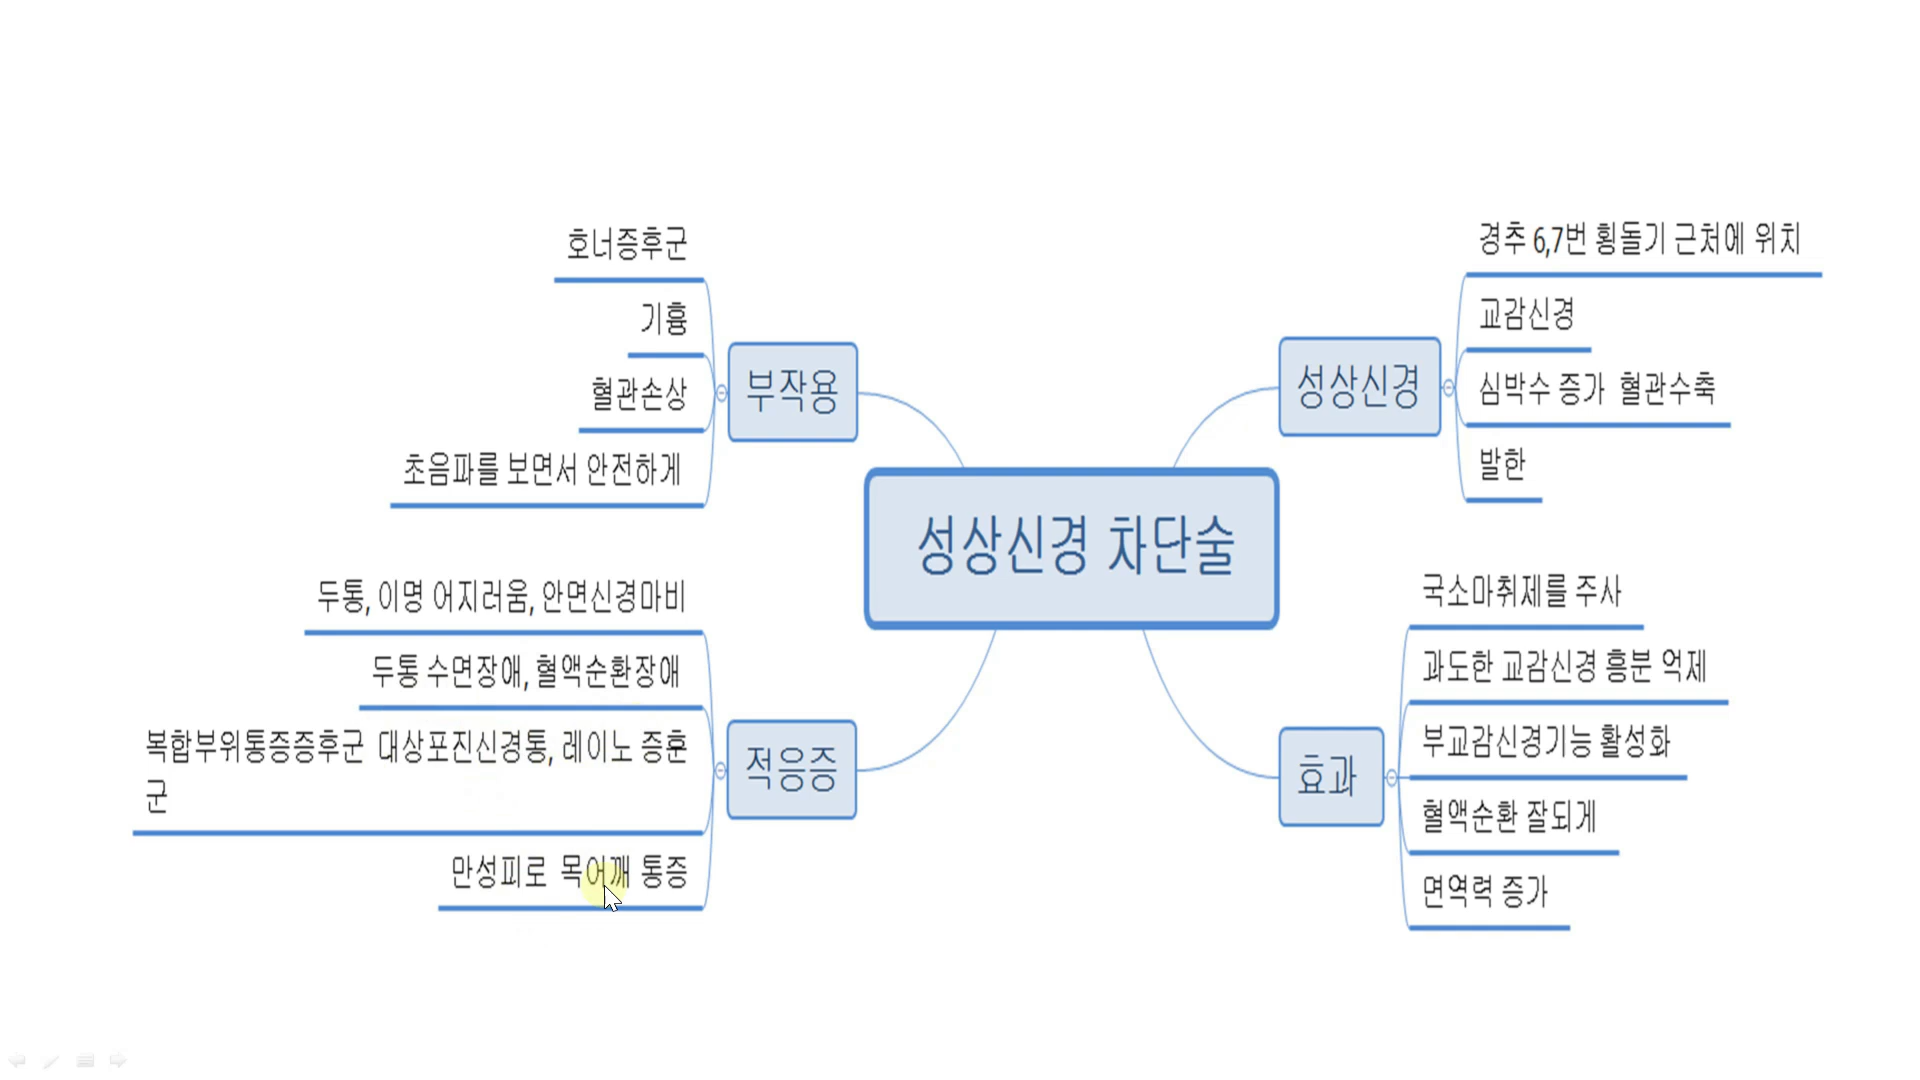 성상신경 차단술
성상신경
경추 6,7번 횡돌기 근처에 위치
교감신경
심박수 증가 혈관수축
발한
효과
국소마취제를 주사
과도한 교감신경 흥분 억제
부교감신경기능 활성화
혈액순환 잘되게
면역력 증가
부작용
호너증후군
기흉
혈관손상
초음파를 보면서 안전하게
적응증
두통, 이명 어지러움, 안면신경마비
두통 수면장애, 혈액순환장애
복합부위통증증후군 대상포진신경통, 레이노 증훈
군
만성피로 목어깨 통증